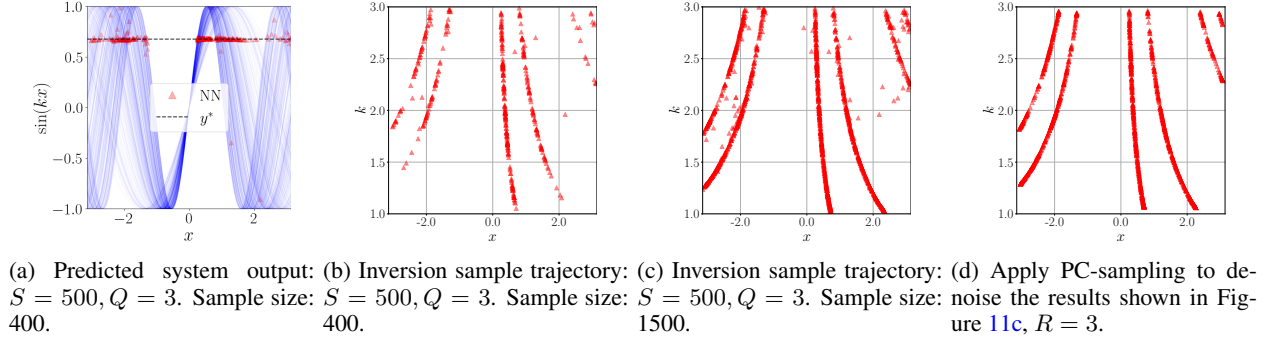 1.0
0.5
0.0
−0.5
−1.0
sin(kx)
NN
y*
−2
0
2
x
3.0
2.5
2.0
1.5
1.0
k
-2.0
0.0
2.0
x
3.0
2.5
2.0
1.5
1.0
k
-2.0
0.0
2.0
x
3.0
2.5
2.0
1.5
1.0
k
-2.0
0.0
2.0
x
(a) Predicted system output:
S = 500, Q = 3. Sample size:
400.
(b) Inversion sample trajectory:
S = 500, Q = 3. Sample size:
400.
(c) Inversion sample trajectory:
S = 500, Q = 3. Sample size:
1500.
(d) Apply PC-sampling to de-
noise the results shown in Fig-
ure 11c, R = 3.